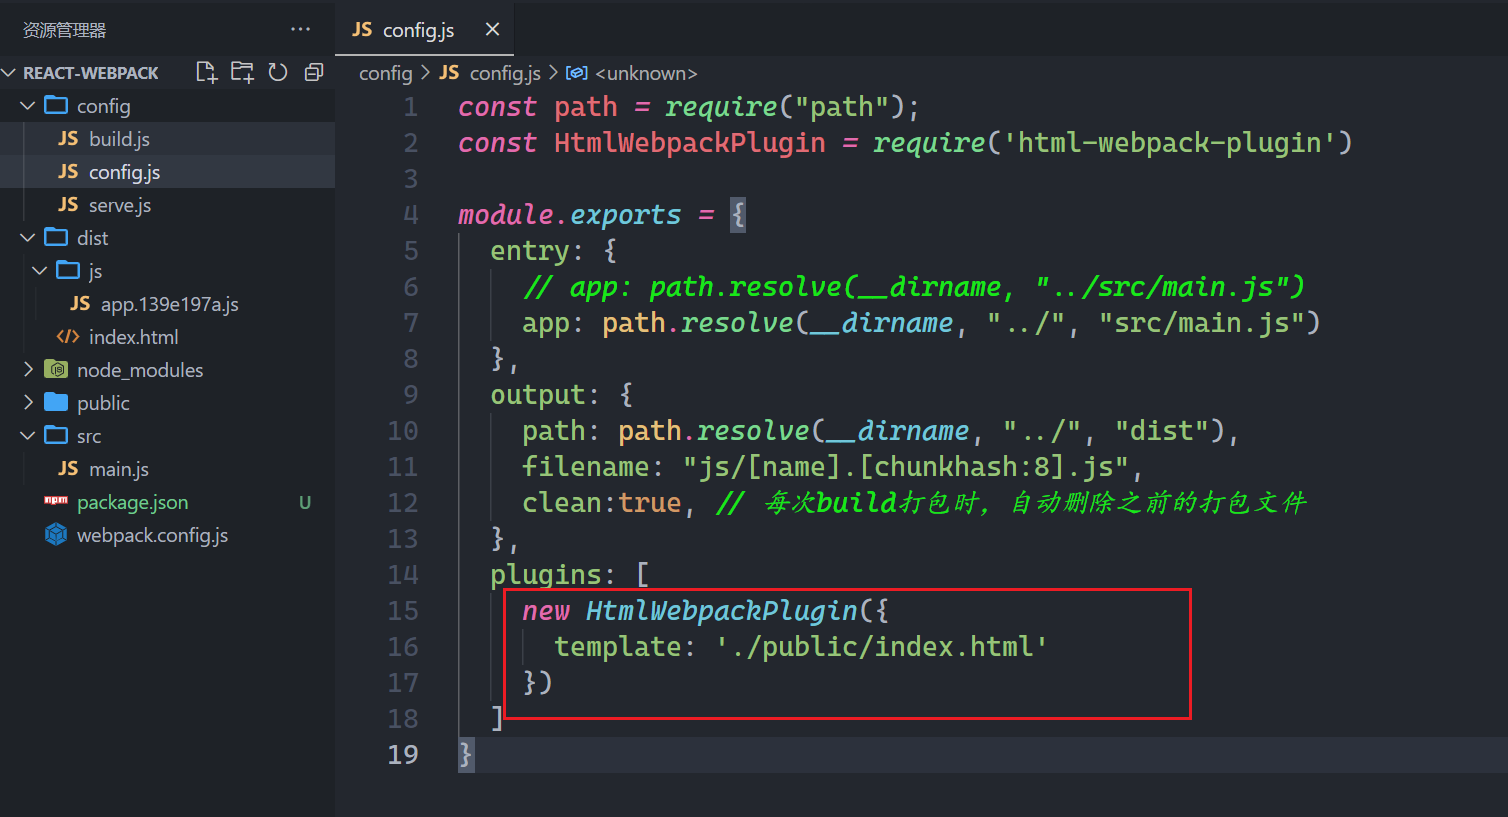 资源管理器 ···
REACT-WEBPACK
config
JS build.js
JS config.js
JS serve.js
dist
js
JS app.139e197a.js
index.html
node_modules
public
src
JS main.js
npm package.json U
webpack.config.js
JS config.js ×
config > JS config.js > <unknown>
1 const path = require("path");
2 const HtmlWebpackPlugin = require('html-webpack-plugin')
3
4 module.exports = {
5 entry: {
6 // app: path.resolve(__dirname, "../src/main.js")
7 app: path.resolve(__dirname, "../", "src/main.js")
8 },
9 output: {
10 path: path.resolve(__dirname, "../", "dist"),
11 filename: "js/[name].[chunkhash:8].js",
12 clean:true, // 每次build打包时，自动删除之前的打包文件
13 },
14 plugins: [
15 new HtmlWebpackPlugin({
16 template: './public/index.html'
17 })
18 ]
19 }